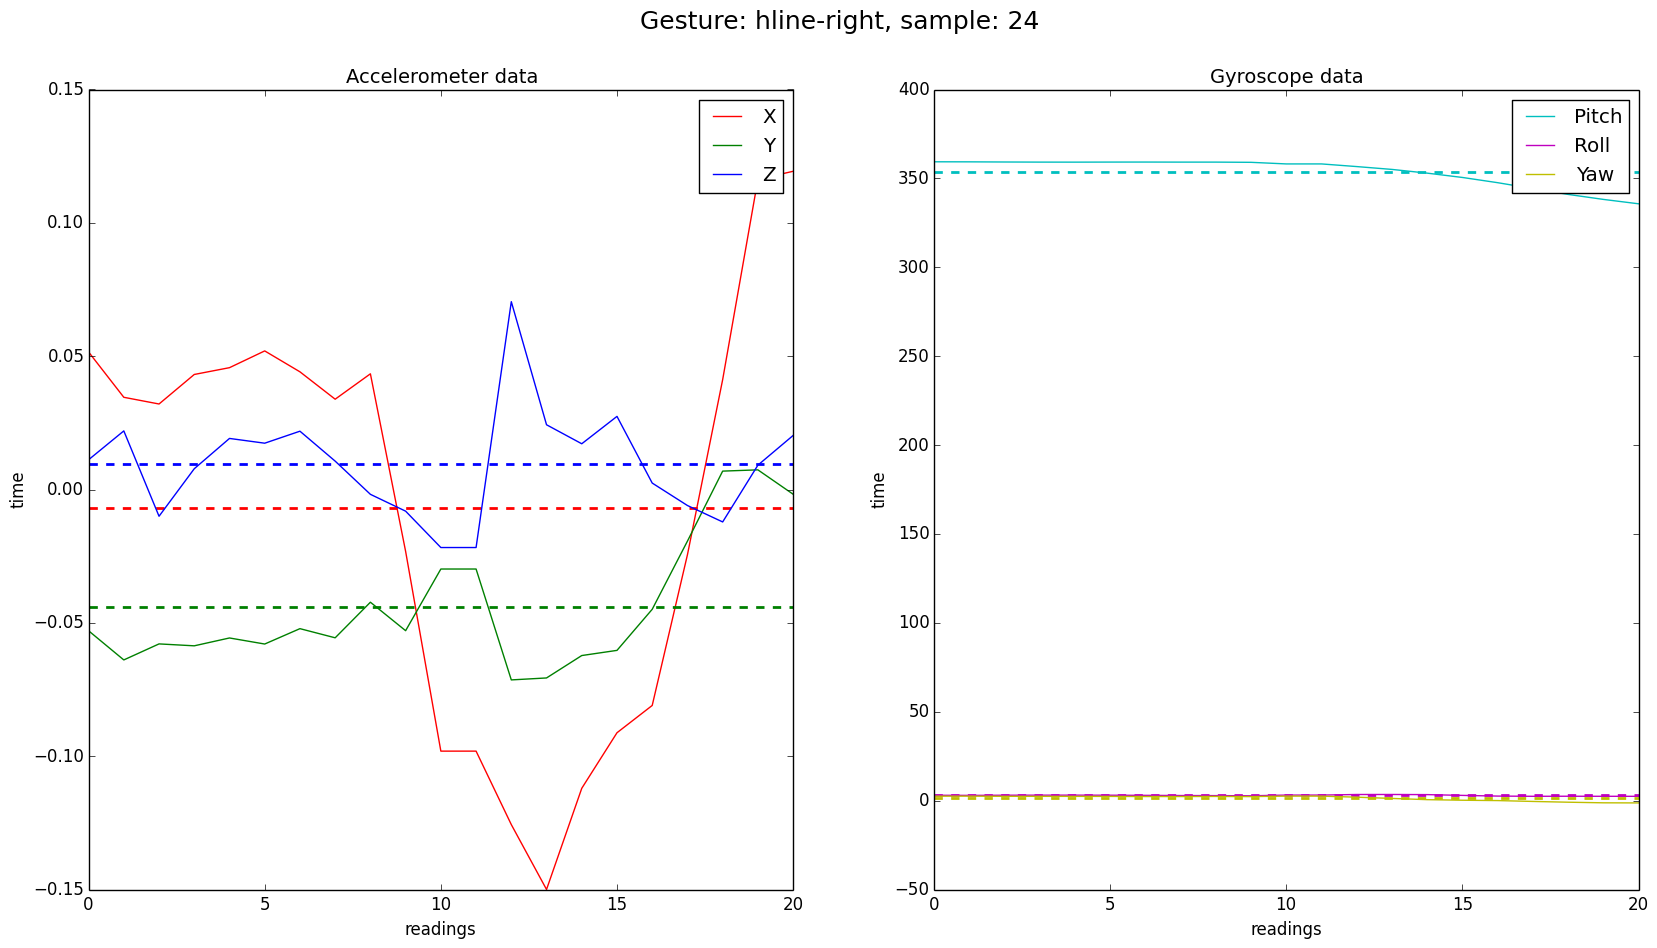 Gesture: hline-right, sample: 24
Accelerometer data
0.15
0.10
0.05
0.00
−0.05
−0.10
−0.15
time
0 5 10 15 20
readings
X
Y
Z
Gyroscope data
400
350
300
250
200
150
100
50
0
−50
time
0 5 10 15 20
readings
Pitch
Roll
Yaw